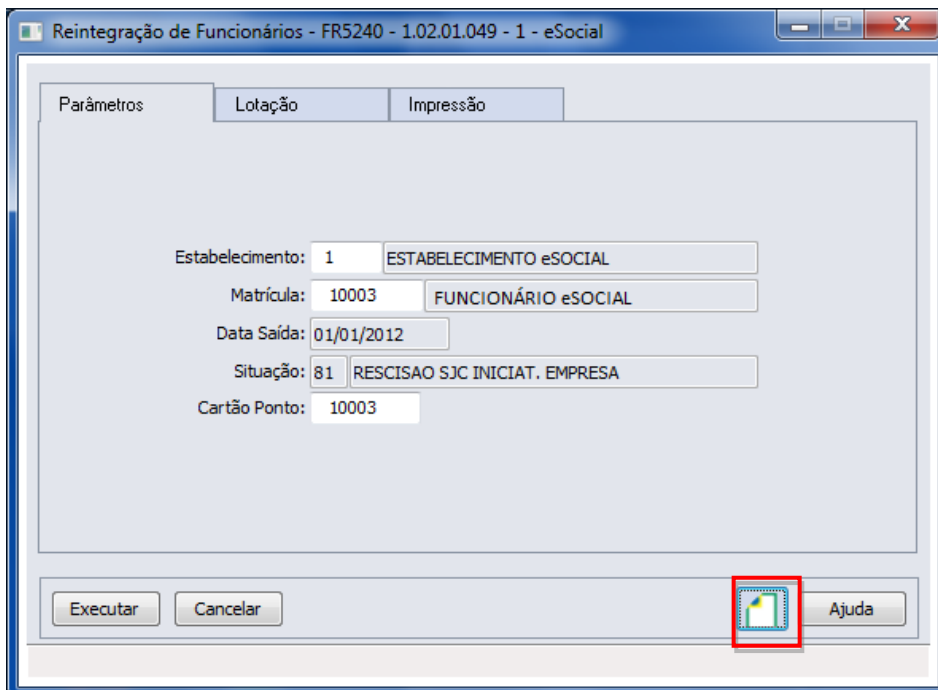 Reintegração de Funcionários - FR5240 - 1.02.01.049 - 1 - eSocial
Parâmetros Lotação Impressão
Estabelecimento: 1 ESTABELECIMENTO eSOCIAL
Matrícula: 10003 FUNCIONÁRIO eSOCIAL
Data Saída: 01/01/2012
Situação: 81 RESCISAO SJC INICIAT. EMPRESA
Cartão Ponto: 10003
Executar Cancelar Ajuda